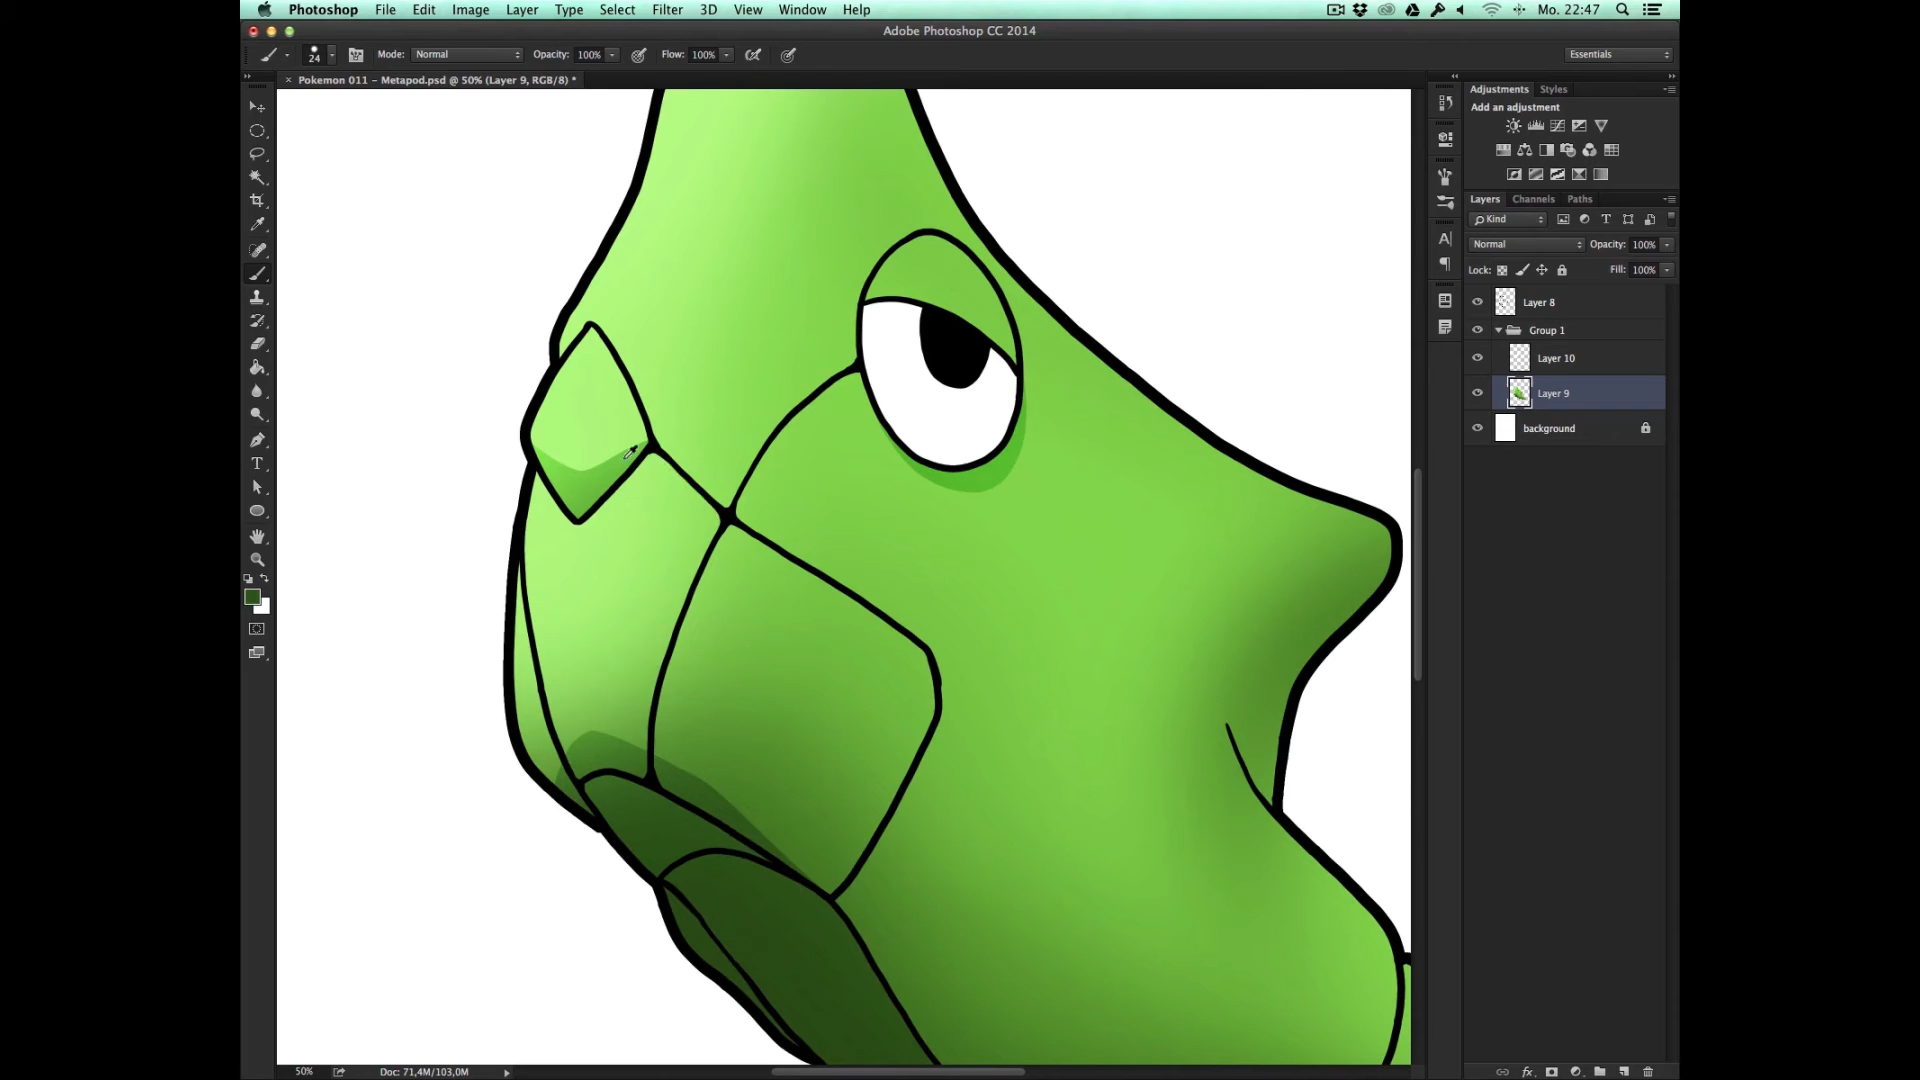 Photoshop File Edit Image Layer Type Select Filter 3D View Window Help Mo. 22:47
Adobe Photoshop CC 2014
24 Mode: Normal Opacity: 100% Flow: 100% Essentials
Pokemon 011 – Metapod.psd @ 50% (Layer 9, RGB/8) *
Adjustments Styles
Add an adjustment
Layers Channels Paths
Kind
Normal Opacity: 100%
Lock: Fill: 100%
Layer 8
Group 1
Layer 10
Layer 9
background
50% Doc: 71,4M/103,0M